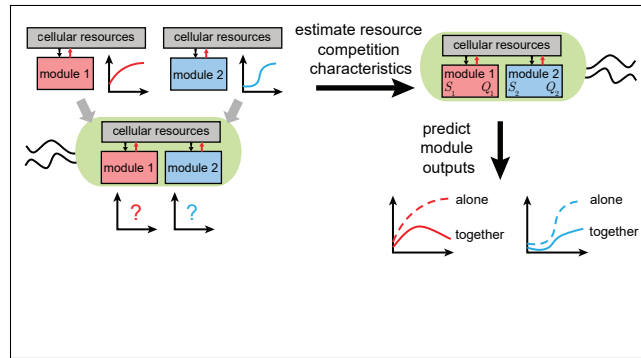 cellular resources
module 1
cellular resources
module 2
cellular resources
module 1
module 2
?
?
estimate resource
competition
characteristics
cellular resources
module 1
S1 Q1
module 2
S2 Q2
predict
module
outputs
alone
together
alone
together